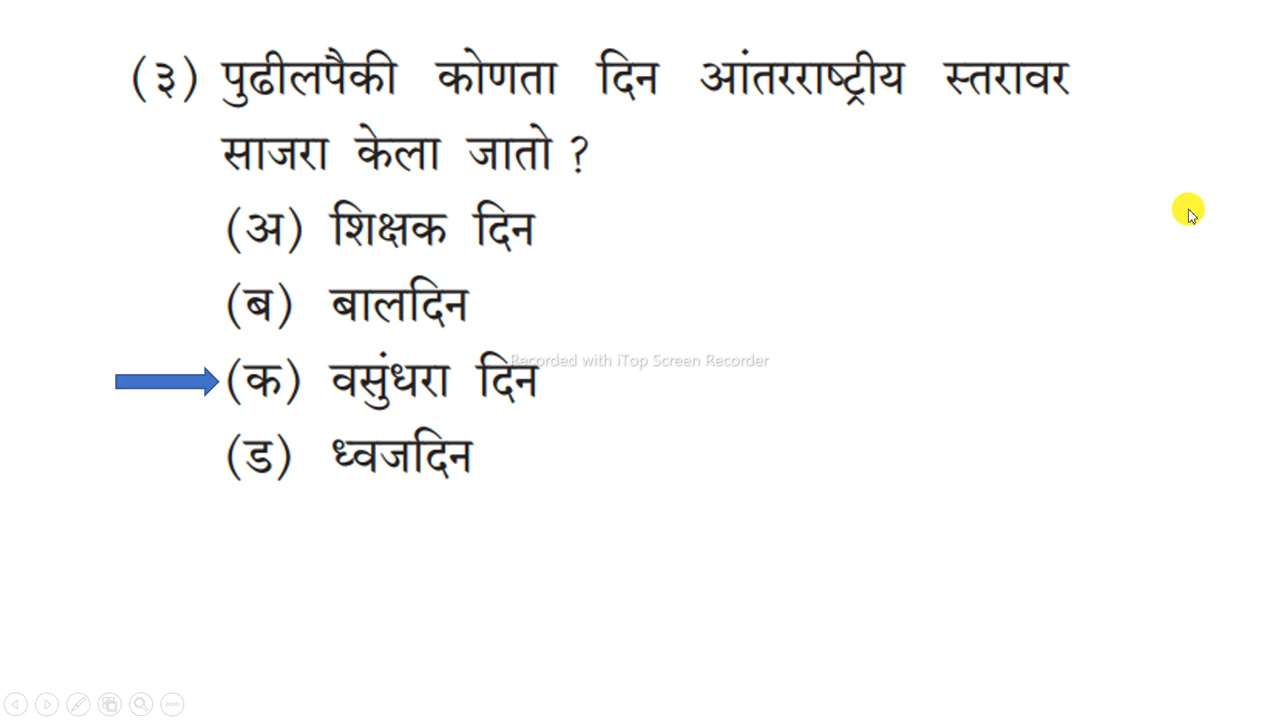 (३) पुढीलपैकी कोणता दिन आंतरराष्ट्रीय स्तरावर
साजरा केला जातो ?
(अ) शिक्षक दिन
(ब) बालदिन
Recorded with iTop Screen Recorder
(क) वसुंधरा दिन
(ड) ध्वजदिन